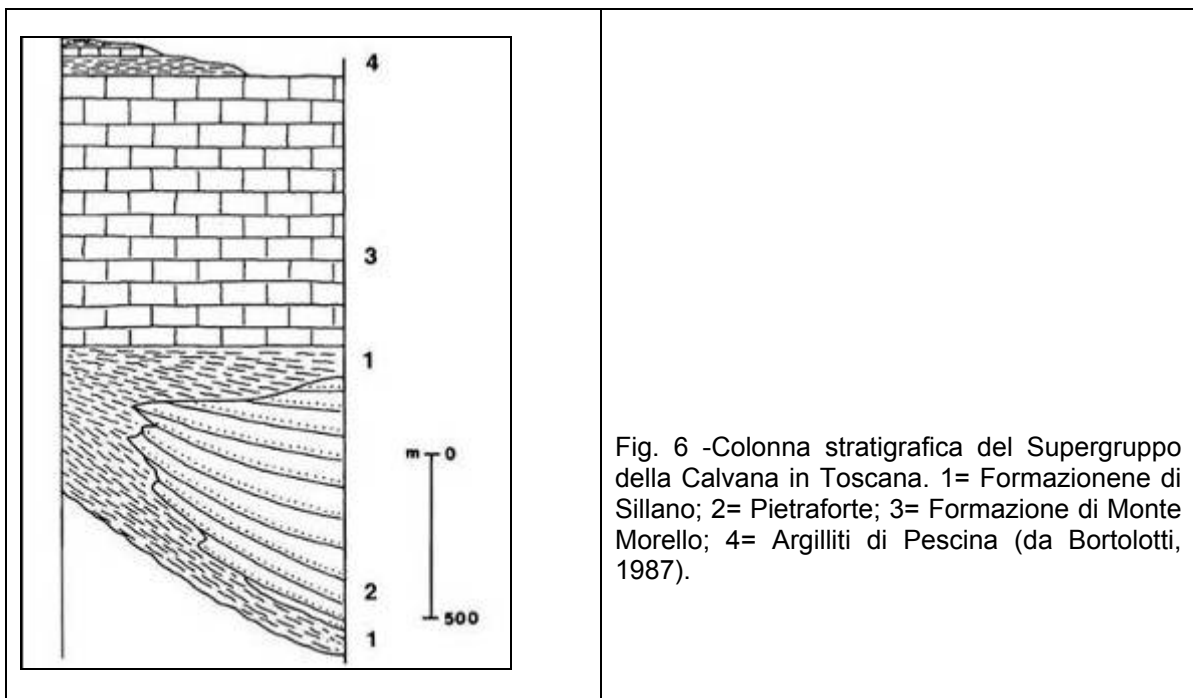 4
3
1
m 0
500
2
1
Fig. 6 -Colonna stratigrafica del Supergruppo
della Calvana in Toscana. 1= Formazionene di
Sillano; 2= Pietraforte; 3= Formazione di Monte
Morello; 4= Argilliti di Pescina (da Bortolotti,
1987).